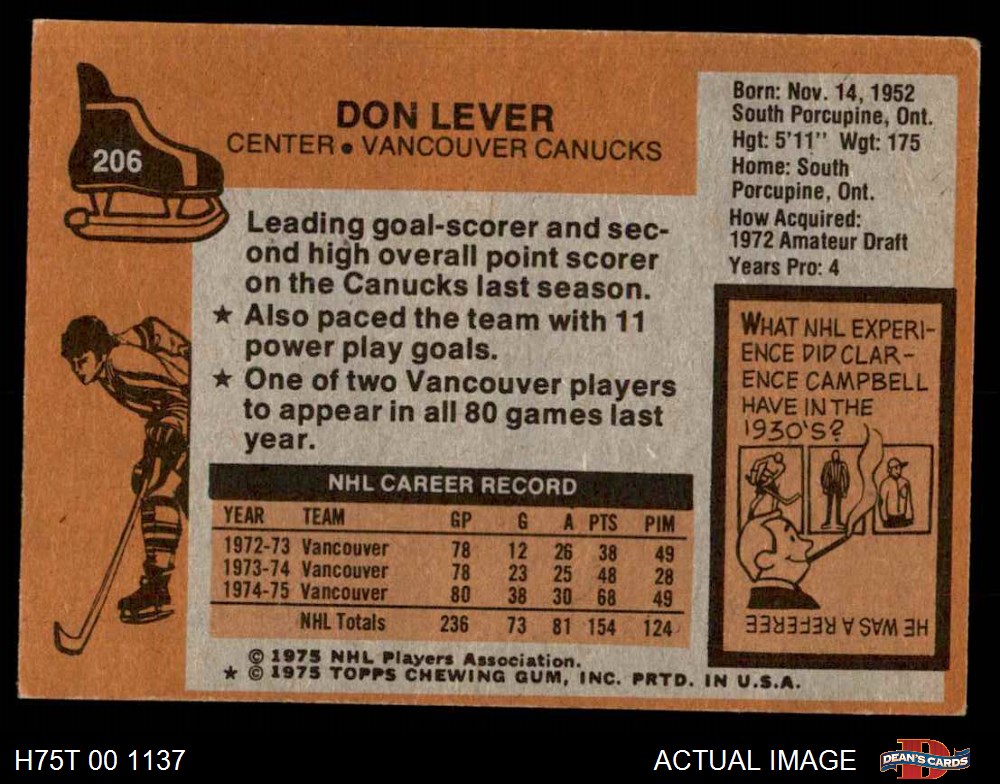 206
DON LEVER
CENTER • VANCOUVER CANUCKS
Leading goal-scorer and sec-
ond high overall point scorer
on the Canucks last season.
★ Also paced the team with 11
power play goals.
★ One of two Vancouver players
to appear in all 80 games last
year.
NHL CAREER RECORD
YEAR TEAM GP G A PTS PIM
1972-73 Vancouver 78 12 26 38 49
1973-74 Vancouver 78 23 25 48 28
1974-75 Vancouver 80 38 30 68 49
NHL Totals 236 73 81 154 124
© 1975 NHL Players Association.
★ © 1975 TOPPS CHEWING GUM, INC. PRTD. IN U.S.A.
Born: Nov. 14, 1952
South Porcupine, Ont.
Hgt: 5'11" Wgt: 175
Home: South
Porcupine, Ont.
How Acquired:
1972 Amateur Draft
Years Pro: 4
WHAT NHL EXPERI-
ENCE DID CLAR-
ENCE CAMPBELL
HAVE IN THE
1930'S?
HE WAS A REFEREE
H75T 00 1137
ACTUAL IMAGE
D
DEAN'S CARDS